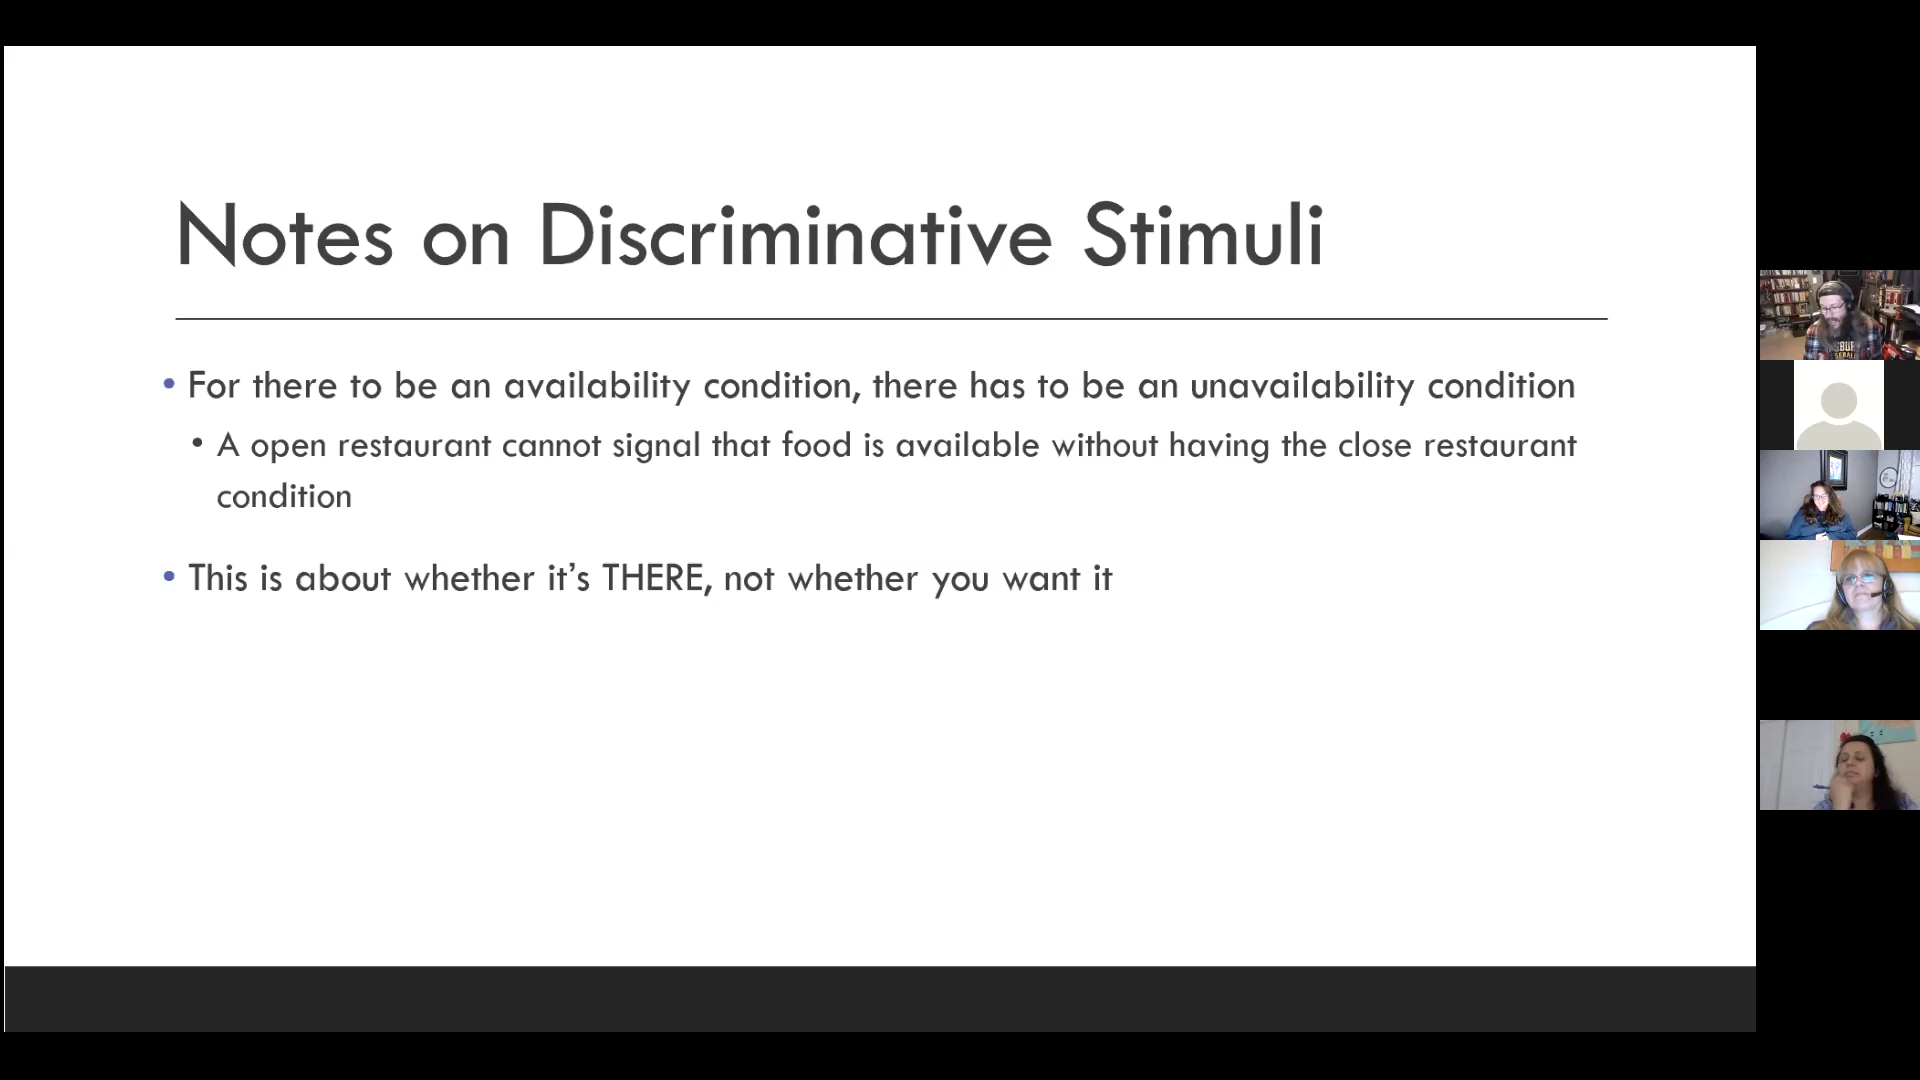 Notes on Discriminative Stimuli
• For there to be an availability condition, there has to be an unavailability condition
• A open restaurant cannot signal that food is available without having the close restaurant
condition
• This is about whether it’s THERE, not whether you want it